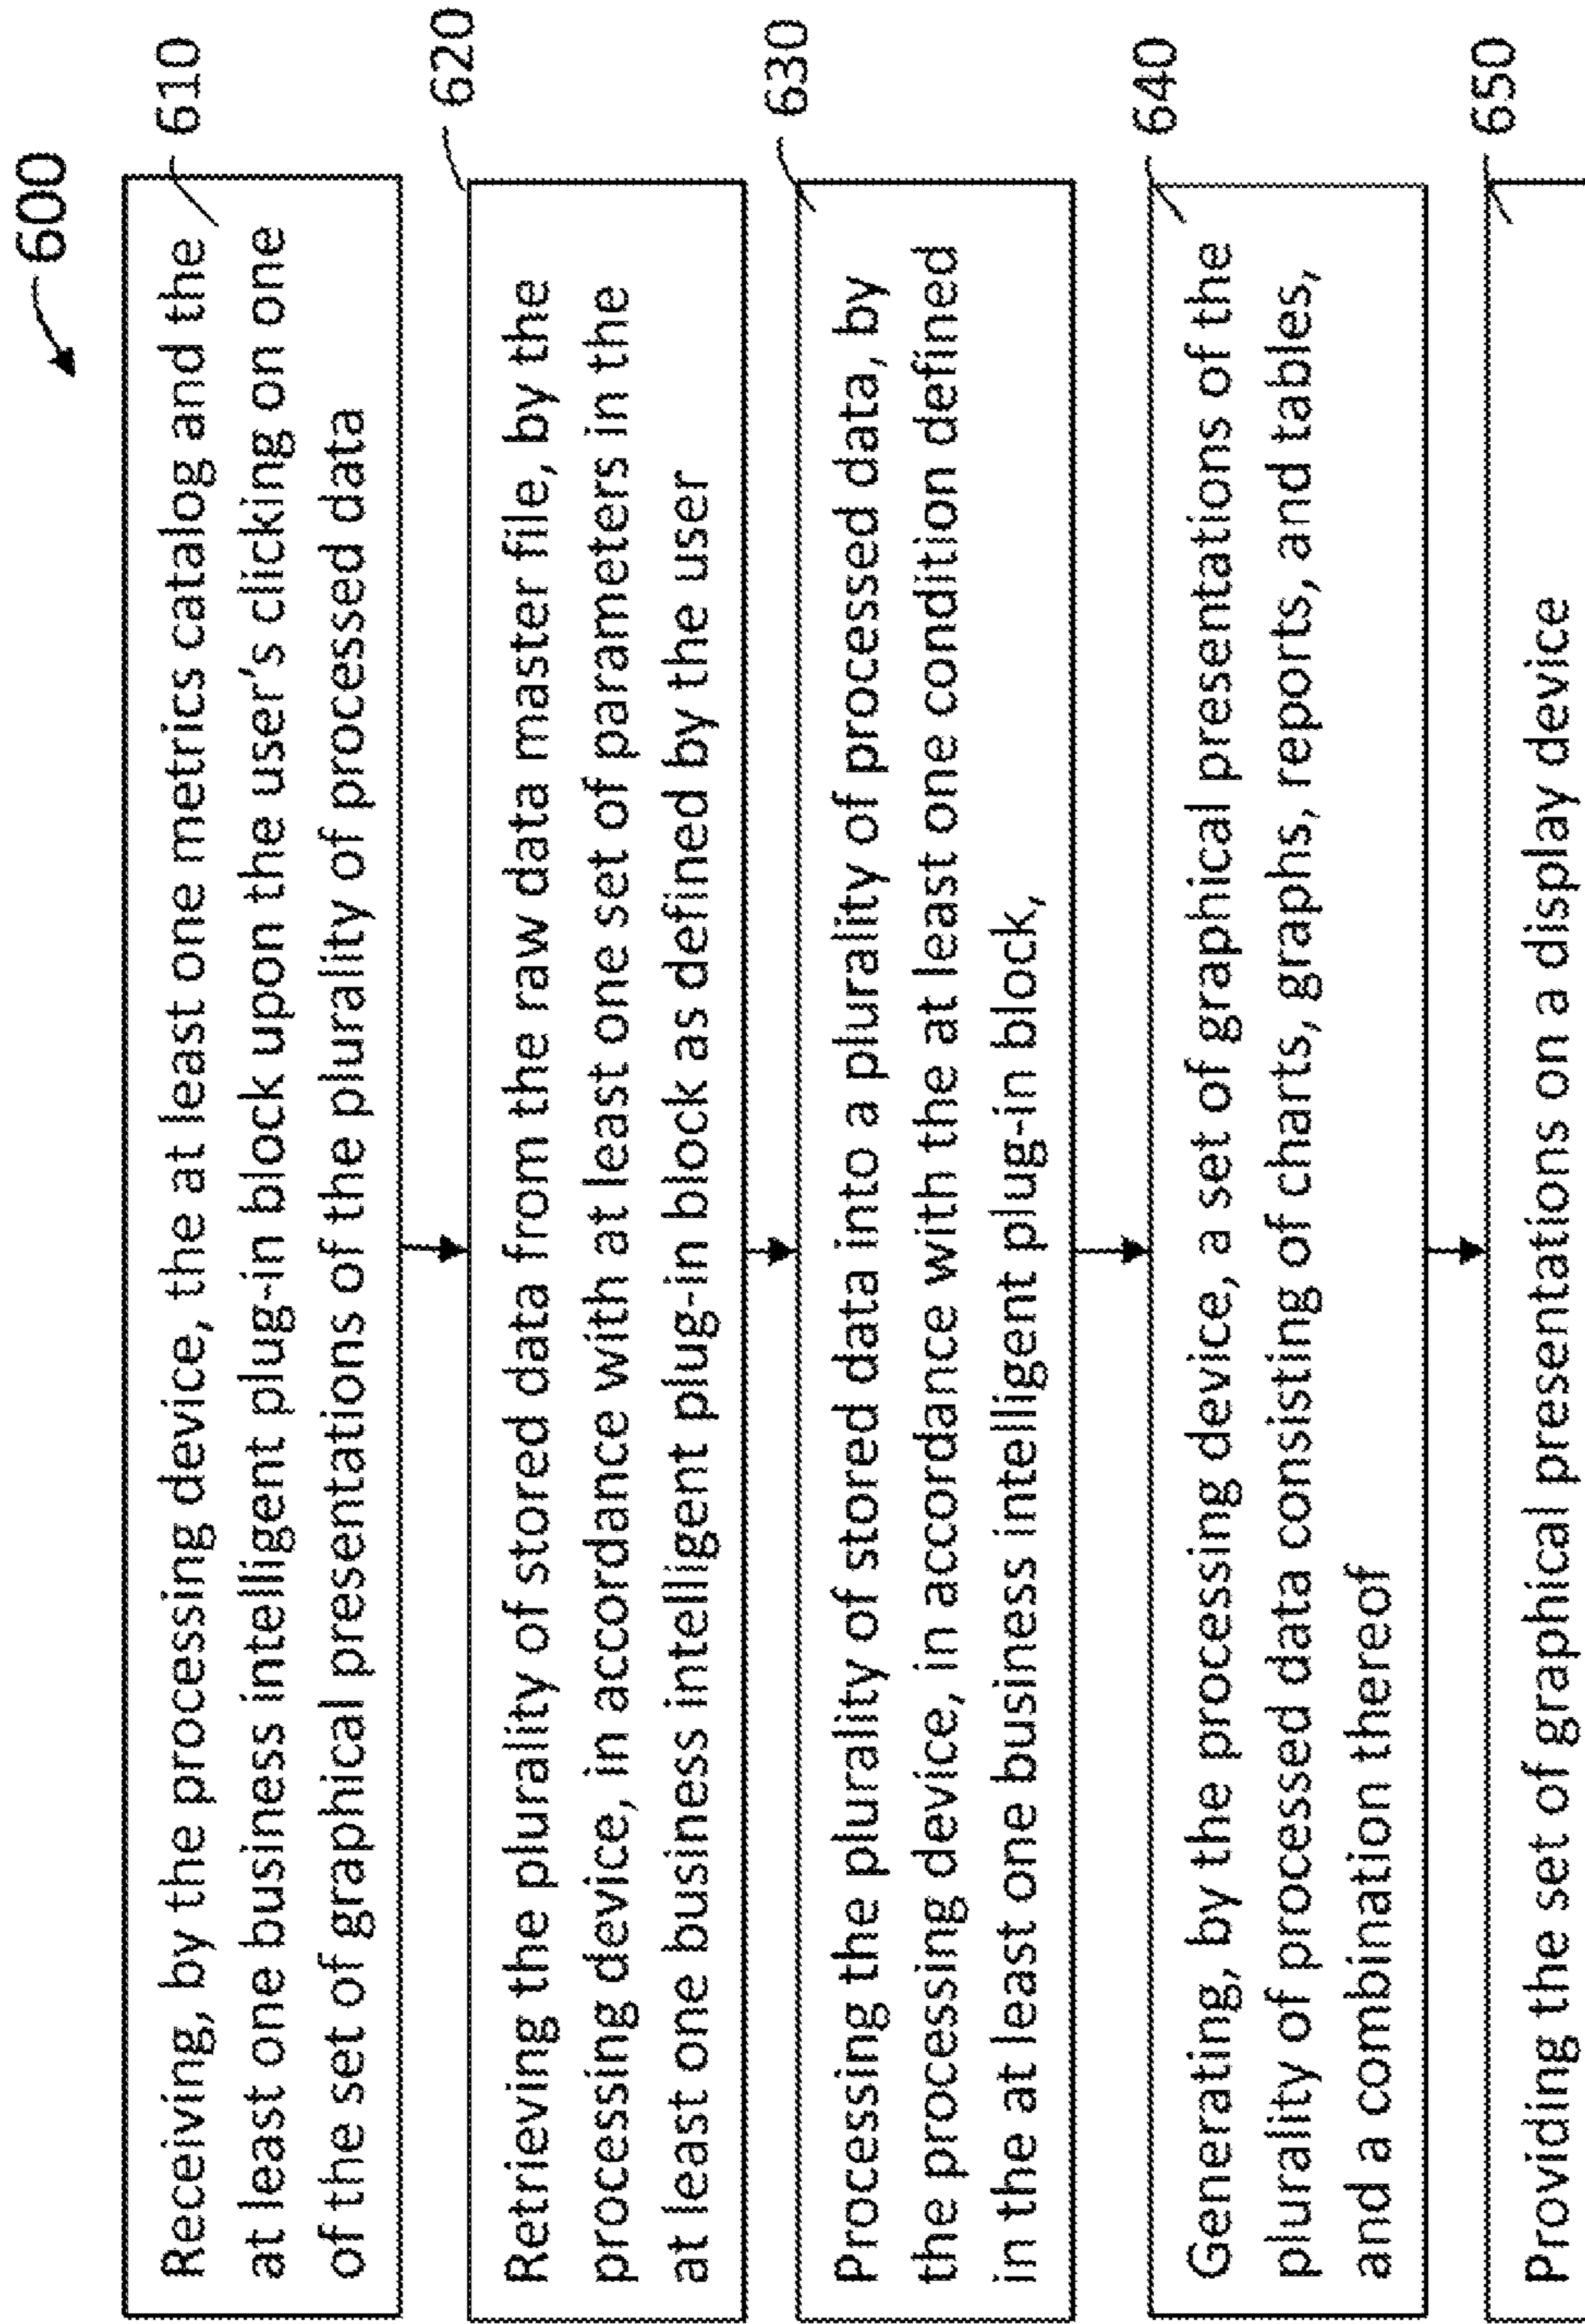 600
610
Receiving, by the processing device, the at least one metrics catalog and the
at least one business intelligent plug-in block upon the user's clicking on one
of the set of graphical presentations of the plurality of processed data
620
Retrieving the plurality of stored data from the raw data master file, by the
processing device, in accordance with at least one set of parameters in the
at least one business intelligent plug-in block as defined by the user
630
Processing the plurality of stored data into a plurality of processed data, by
the processing device, in accordance with the at least one condition defined
in the at least one business intelligent plug-in block,
640
Generating, by the processing device, a set of graphical presentations of the
plurality of processed data consisting of charts, graphs, reports, and tables,
and a combination thereof
650
Providing the set of graphical presentations on a display device